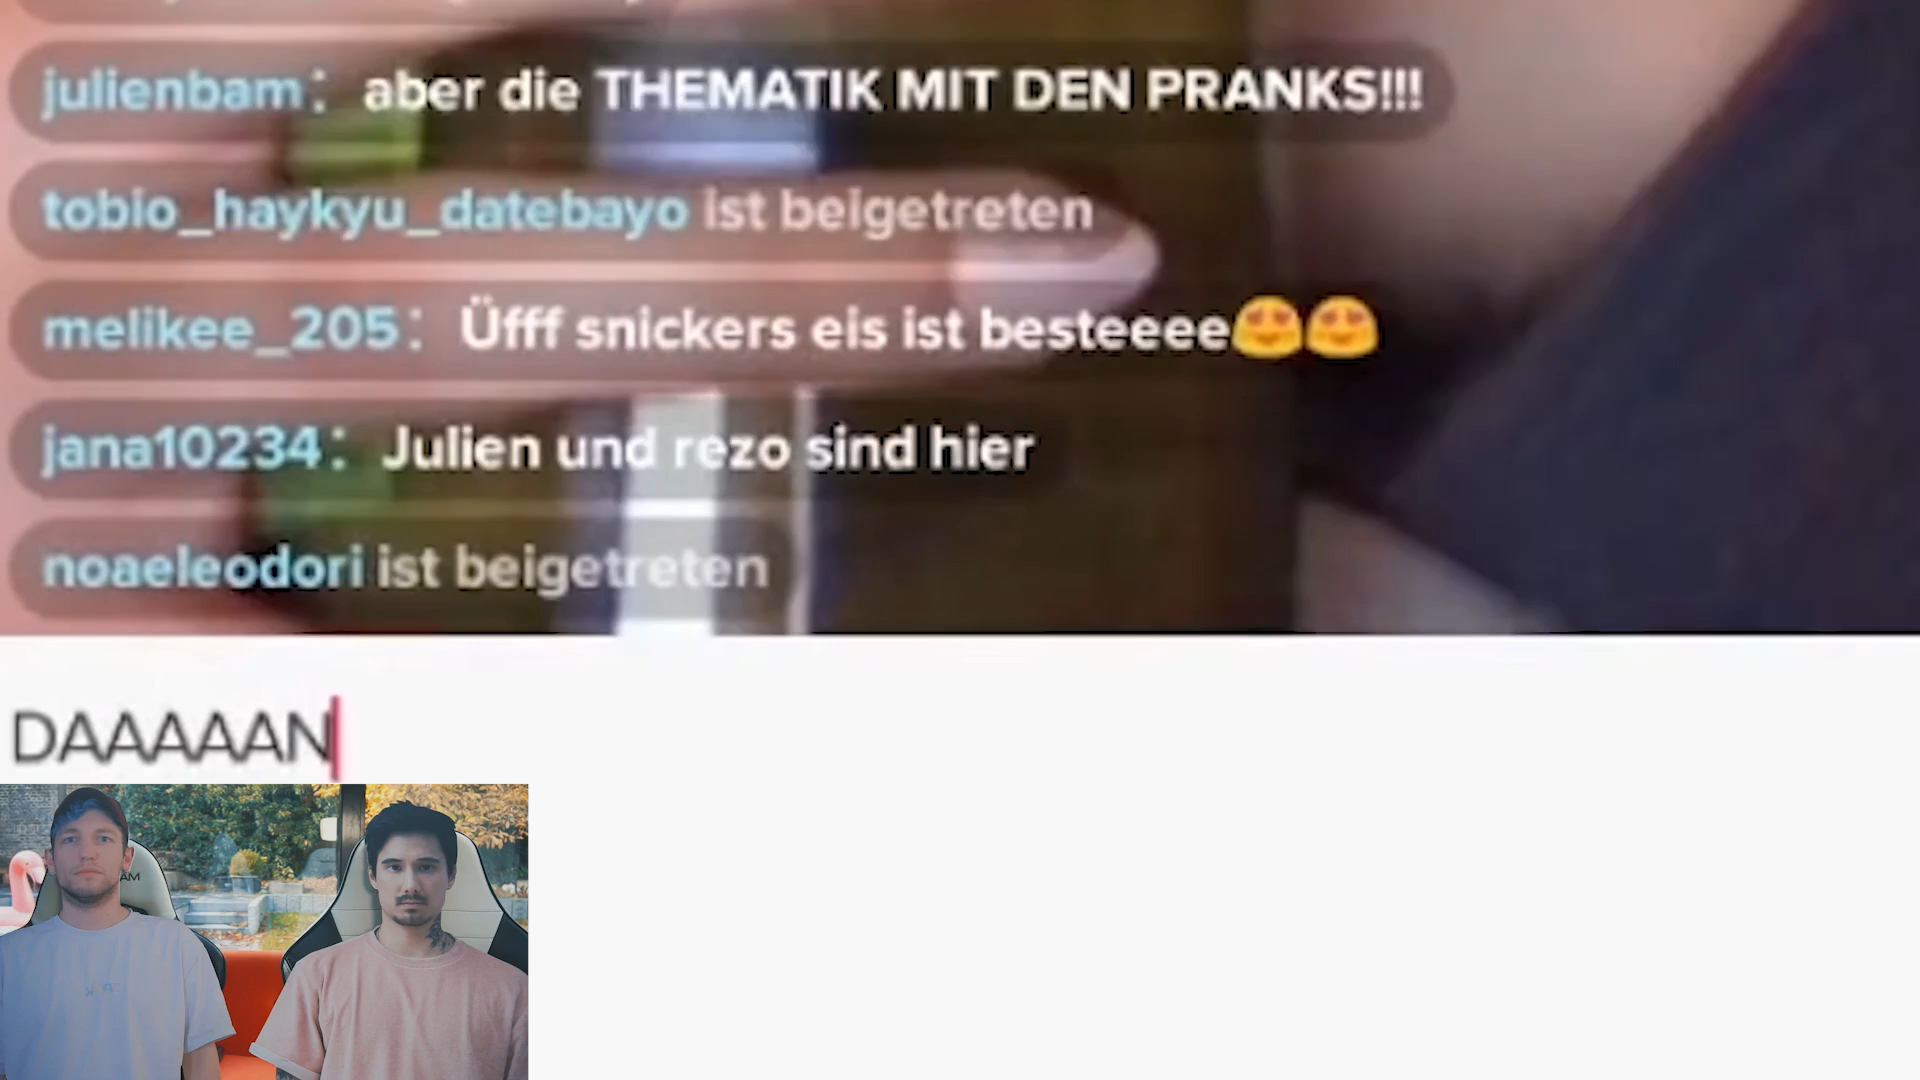 julienbam: aber die THEMATIK MIT DEN PRANKS!!!
tobio_haykyu_datebayo ist beigetreten
melikee_205: Üfff snickers eis ist besteeee😍😍
jana10234: Julien und rezo sind hier
noaeleodori ist beigetreten
DAAAAAN
AM